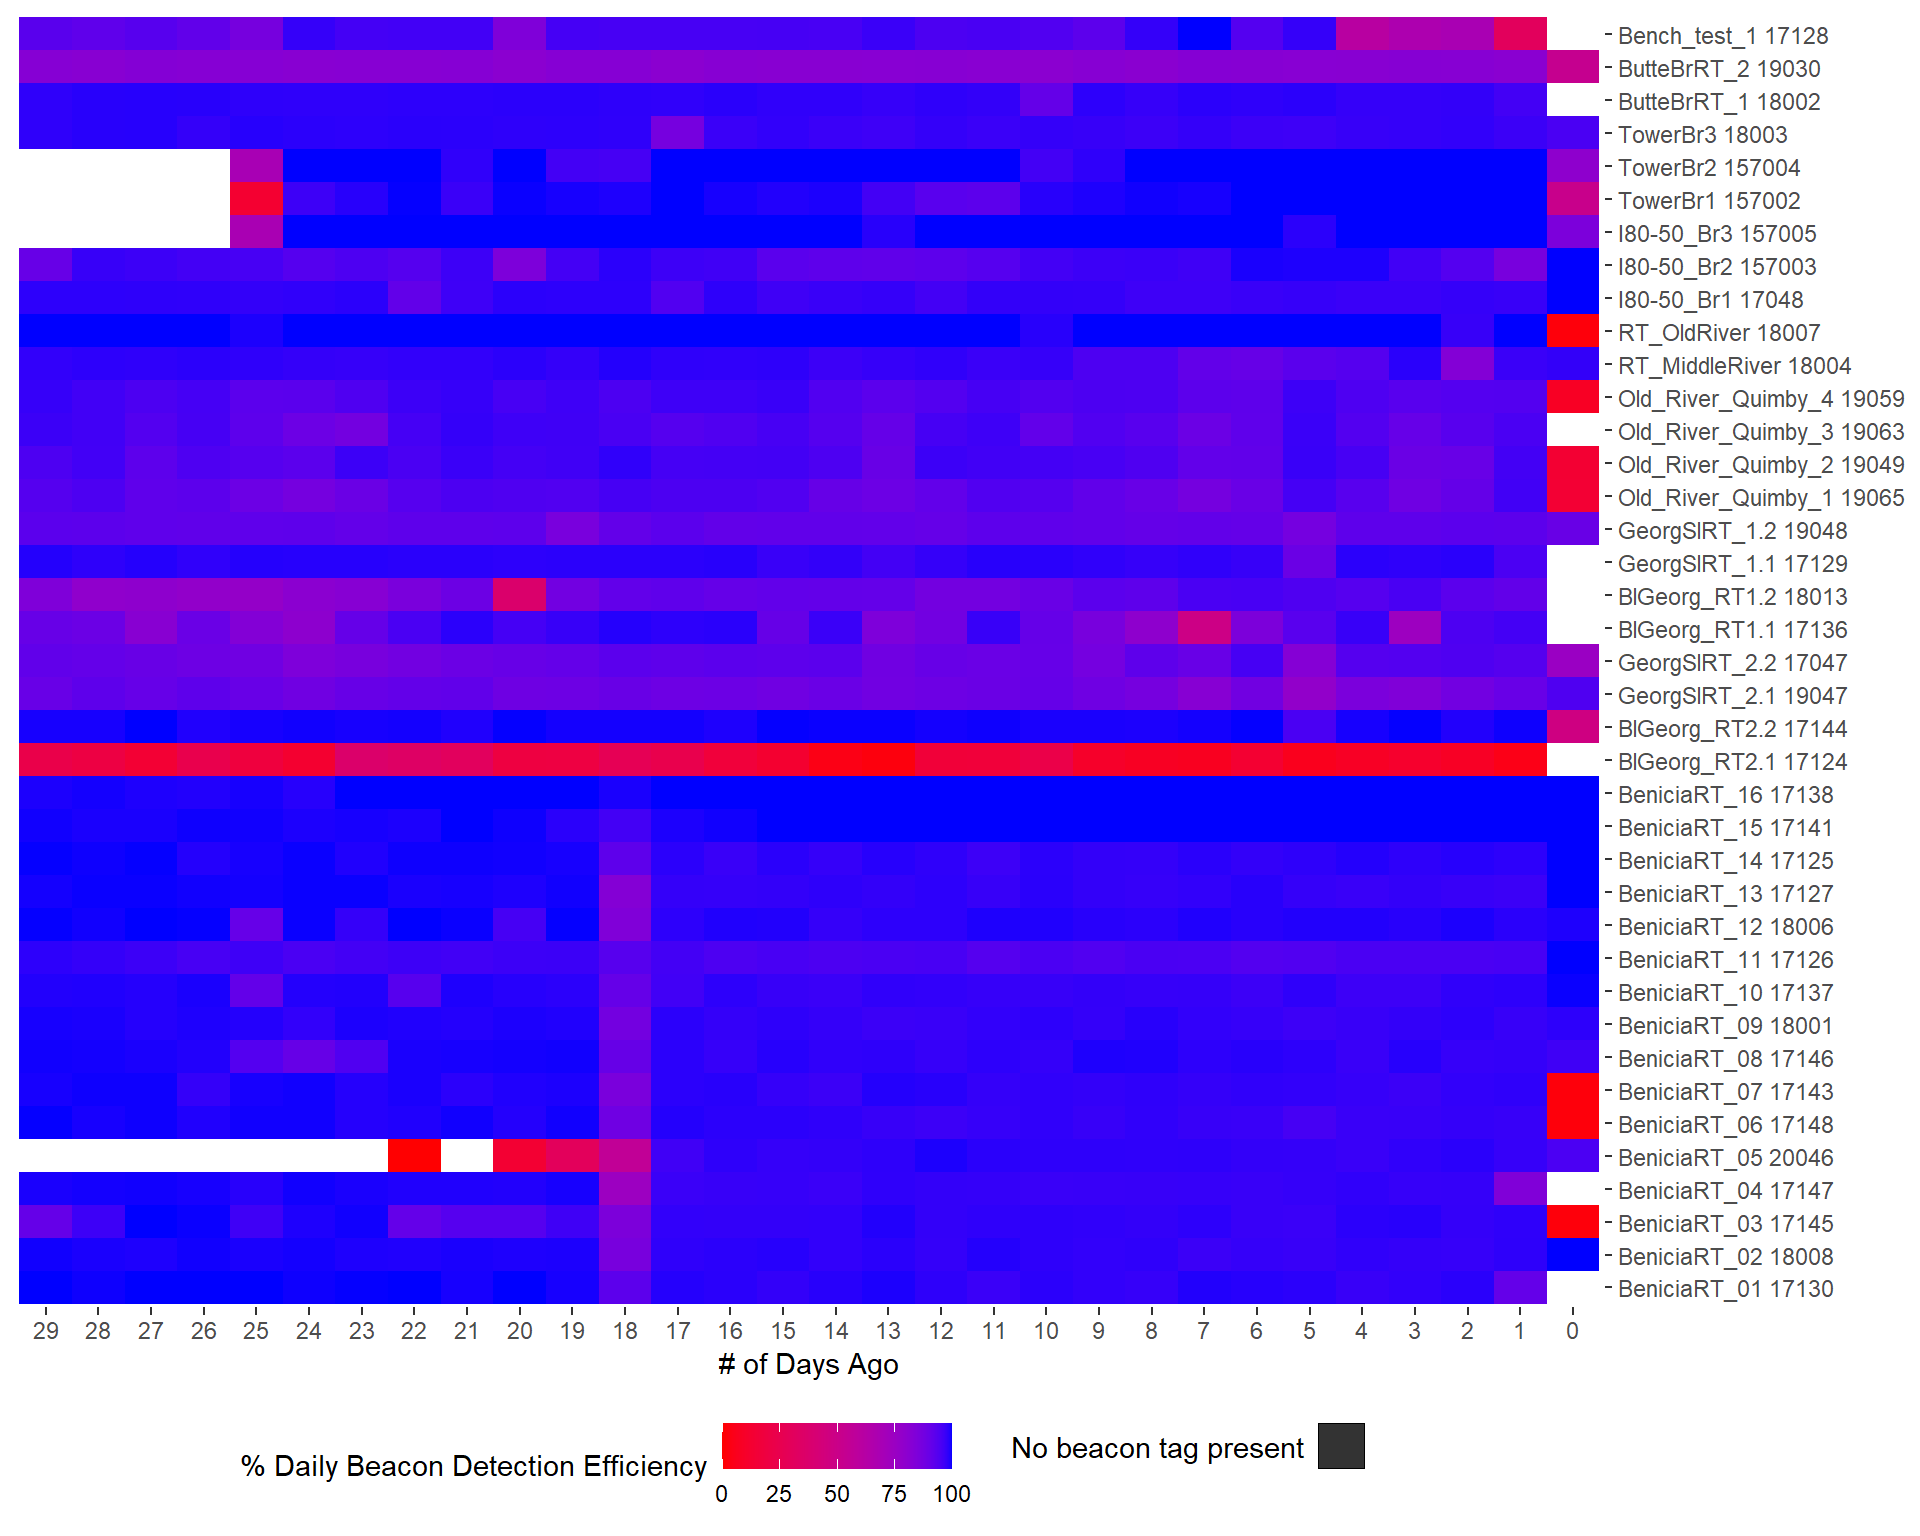 Bench_test_1 17128
ButteBrRT_2 19030
ButteBrRT_1 18002
TowerBr3 18003
TowerBr2 157004
TowerBr1 157002
I80-50_Br3 157005
I80-50_Br2 157003
I80-50_Br1 17048
RT_OldRiver 18007
RT_MiddleRiver 18004
Old_River_Quimby_4 19059
Old_River_Quimby_3 19063
Old_River_Quimby_2 19049
Old_River_Quimby_1 19065
GeorgSlRT_1.2 19048
GeorgSlRT_1.1 17129
BlGeorg_RT1.2 18013
BlGeorg_RT1.1 17136
GeorgSlRT_2.2 17047
GeorgSlRT_2.1 19047
BlGeorg_RT2.2 17144
BlGeorg_RT2.1 17124
BeniciaRT_16 17138
BeniciaRT_15 17141
BeniciaRT_14 17125
BeniciaRT_13 17127
BeniciaRT_12 18006
BeniciaRT_11 17126
BeniciaRT_10 17137
BeniciaRT_09 18001
BeniciaRT_08 17146
BeniciaRT_07 17143
BeniciaRT_06 17148
BeniciaRT_05 20046
BeniciaRT_04 17147
BeniciaRT_03 17145
BeniciaRT_02 18008
BeniciaRT_01 17130
29 28 27 26 25 24 23 22 21 20 19 18 17 16 15 14 13 12 11 10 9 8 7 6 5 4 3 2 1 0
# of Days Ago
% Daily Beacon Detection Efficiency
0 25 50 75 100
No beacon tag present